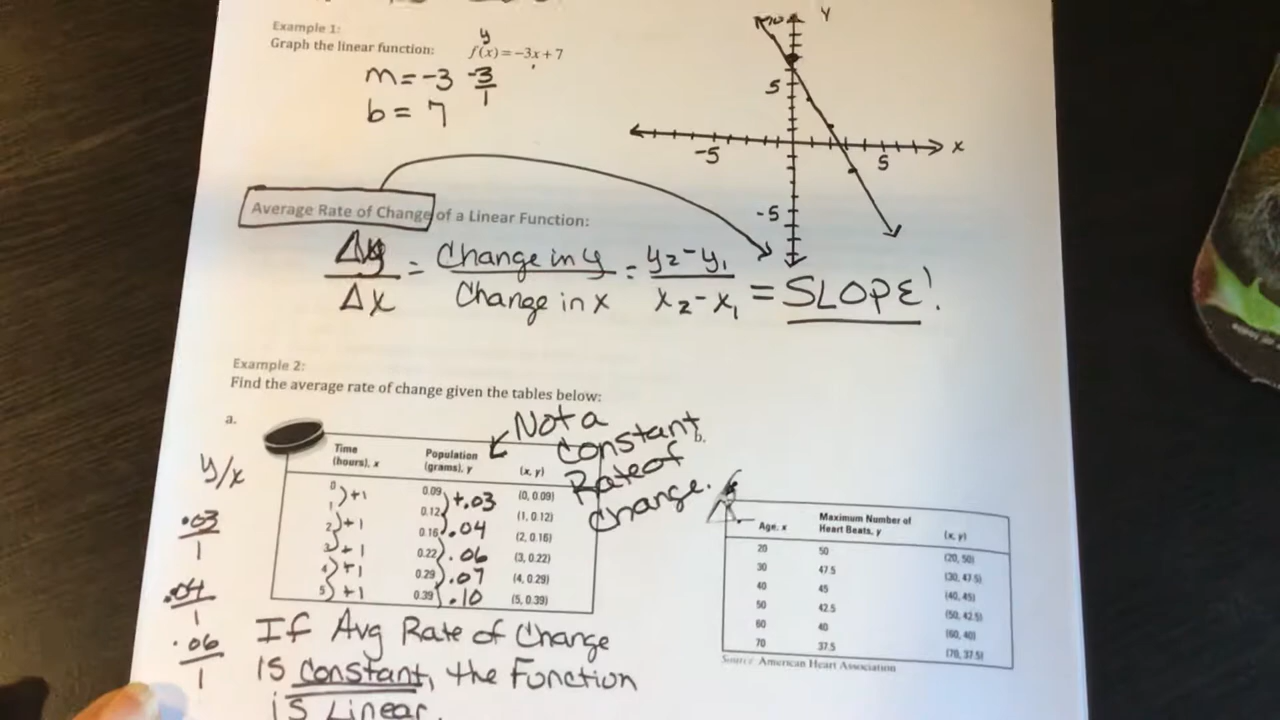 Example 1:
Graph the linear function: f(x) = -3x + 7
y
m = -3 -3/1
b = 7
10 Y
5
-5 5 x
-5
Average Rate of Change of a Linear Function:
Δy/Δx = Change in y/Change in x = y₂-y₁/x₂-x₁ = SLOPE!
Example 2:
Find the average rate of change given the tables below:
a.
Not a
Constant
Rate of
Change.
y/x
.03/1
.04/1
.06/1
Time (hours), x Population (grams), y (x, y)
0 0.09 (0, 0.09)
+1 +.03
1 0.12 (1, 0.12)
2 0.16 (2, 0.16)
+1 .04
3 0.22 (3, 0.22)
+1 .06
4 0.29 (4, 0.29)
+1 .07
5 0.39 (5, 0.39)
+1 .10
If Avg Rate of Change
is constant, the Function
is Linear.
b.
Age, x Maximum Number of Heart Beats, y (x, y)
20 50 (20, 50)
30 47.5 (30, 47.5)
40 45 (40, 45)
50 42.5 (50, 42.5)
60 40 (60, 40)
70 37.5 (70, 37.5)
Source: American Heart Association